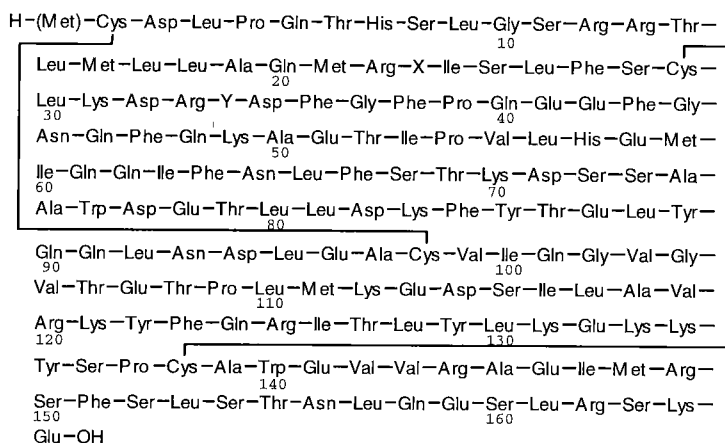 H-(Met)-Cys-Asp-Leu-Pro-Gln-Thr-His-Ser-Leu-Gly-Ser-Arg-Arg-Thr-
10
Leu-Met-Leu-Leu-Ala-Gln-Met-Arg-X-Ile-Ser-Leu-Phe-Ser-Cys-
20
Leu-Lys-Asp-Arg-Y-Asp-Phe-Gly-Phe-Pro-Gln-Glu-Glu-Phe-Gly-
30 40
Asn-Gln-Phe-Gln-Lys-Ala-Glu-Thr-Ile-Pro-Val-Leu-His-Glu-Met-
50
Ile-Gln-Gln-Ile-Phe-Asn-Leu-Phe-Ser-Thr-Lys-Asp-Ser-Ser-Ala-
60 70
Ala-Trp-Asp-Glu-Thr-Leu-Leu-Asp-Lys-Phe-Tyr-Thr-Glu-Leu-Tyr-
80
Gln-Gln-Leu-Asn-Asp-Leu-Glu-Ala-Cys-Val-Ile-Gln-Gly-Val-Gly-
90 100
Val-Thr-Glu-Thr-Pro-Leu-Met-Lys-Glu-Asp-Ser-Ile-Leu-Ala-Val-
110
Arg-Lys-Tyr-Phe-Gln-Arg-Ile-Thr-Leu-Tyr-Leu-Lys-Glu-Lys-Lys-
120 130
Tyr-Ser-Pro-Cys-Ala-Trp-Glu-Val-Val-Arg-Ala-Glu-Ile-Met-Arg-
140
Ser-Phe-Ser-Leu-Ser-Thr-Asn-Leu-Gln-Glu-Ser-Leu-Arg-Ser-Lys-
150 160
Glu-OH